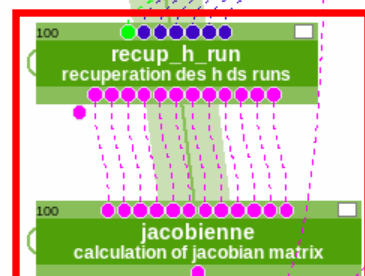 100
recup_h_run
recuperation des h ds runs
100
jacobienne
calculation of jacobian matrix